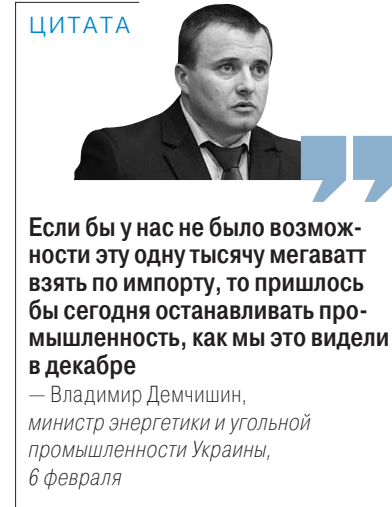 ЦИТАТА
Если бы у нас не было возмож-
ности эту одну тысячу мегаватт
взять по импорту, то пришлось
бы сегодня останавливать про-
мышленность, как мы это видели
в декабре
— Владимир Демчишин,
министр энергетики и угольной
промышленности Украины,
6 февраля